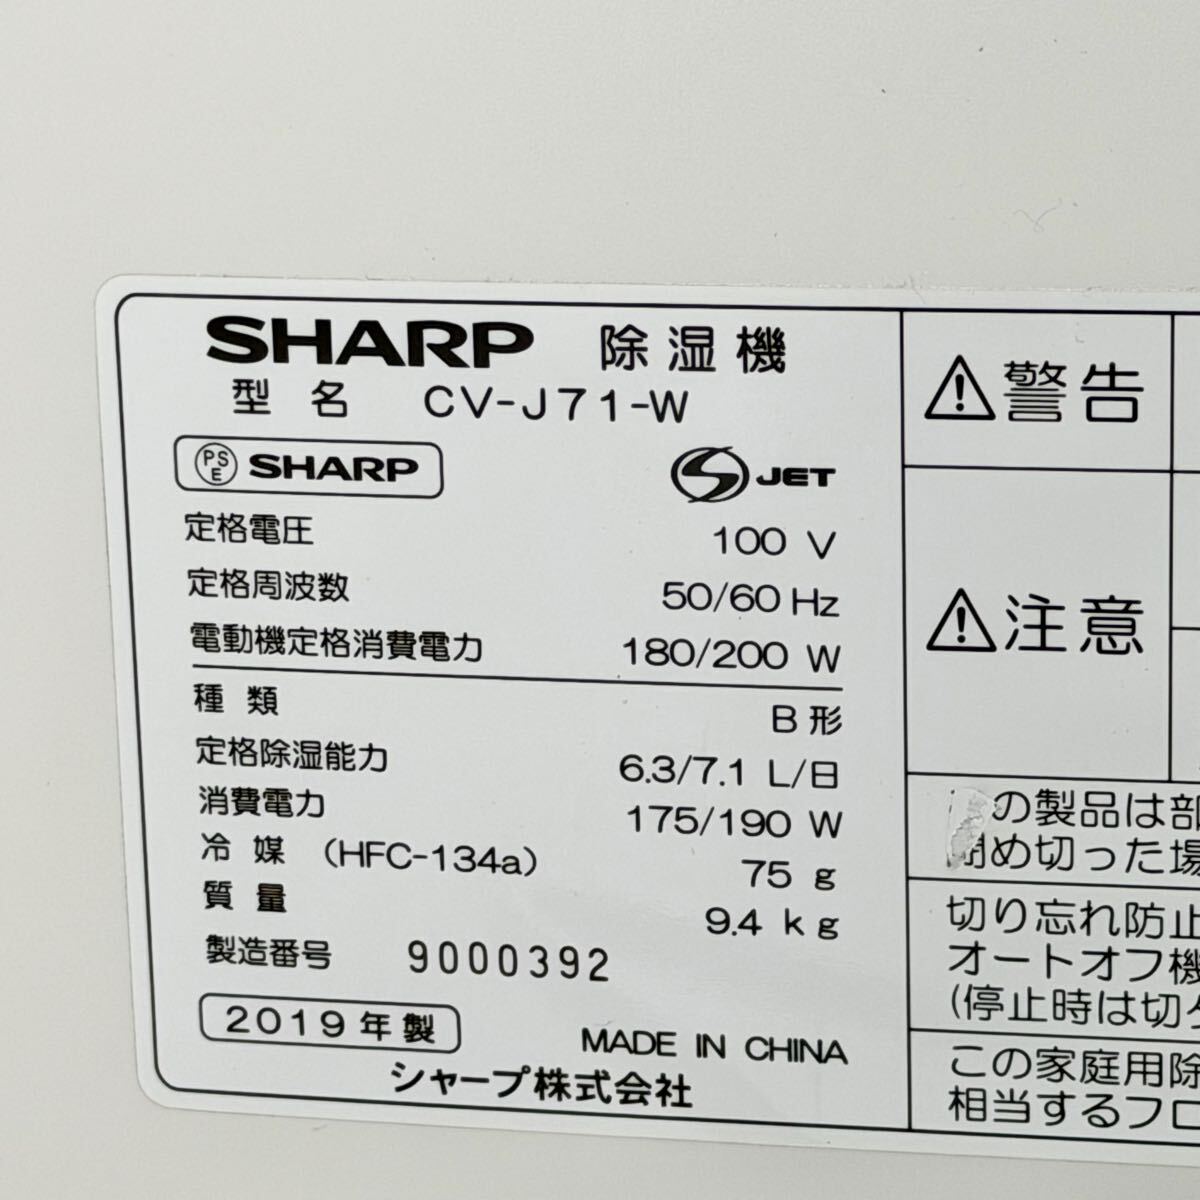 SHARP 除湿機
型名 CV-J71-W
PSE SHARP
JET
定格電圧 100 V
定格周波数 50/60 Hz
電動機定格消費電力 180/200 W
種類 B形
定格除湿能力 6.3/7.1 L/日
消費電力 175/190 W
冷媒 (HFC-134a) 75 g
質量 9.4 kg
製造番号 9000392
2019年製
MADE IN CHINA
シャープ株式会社
警告
注意
の製品は部
め切った場
切り忘れ防止
オートオフ機
(停止時は切
この家庭用除
相当するフロ